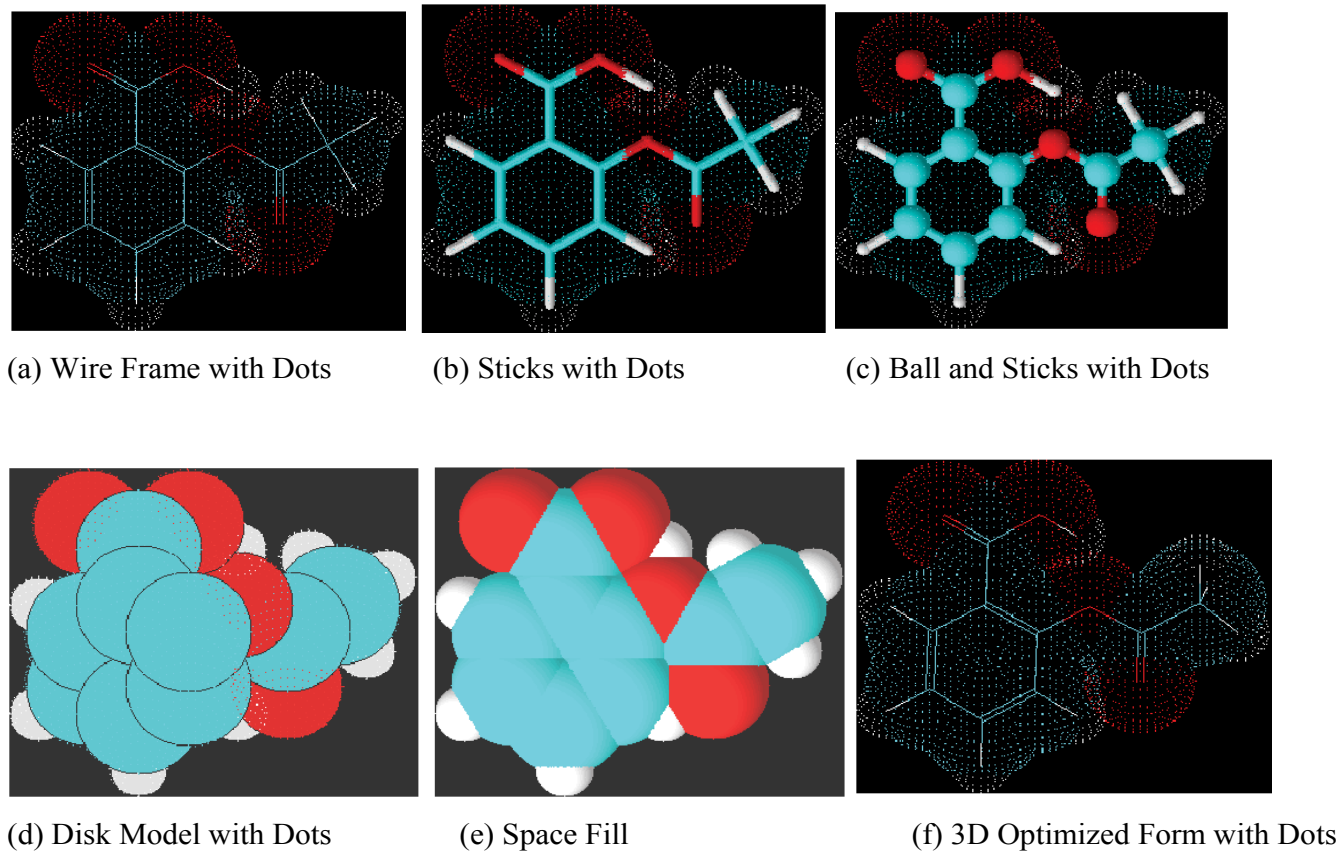 (a) Wire Frame with Dots
(b) Sticks with Dots
(c) Ball and Sticks with Dots
(d) Disk Model with Dots
(e) Space Fill
(f) 3D Optimized Form with Dots